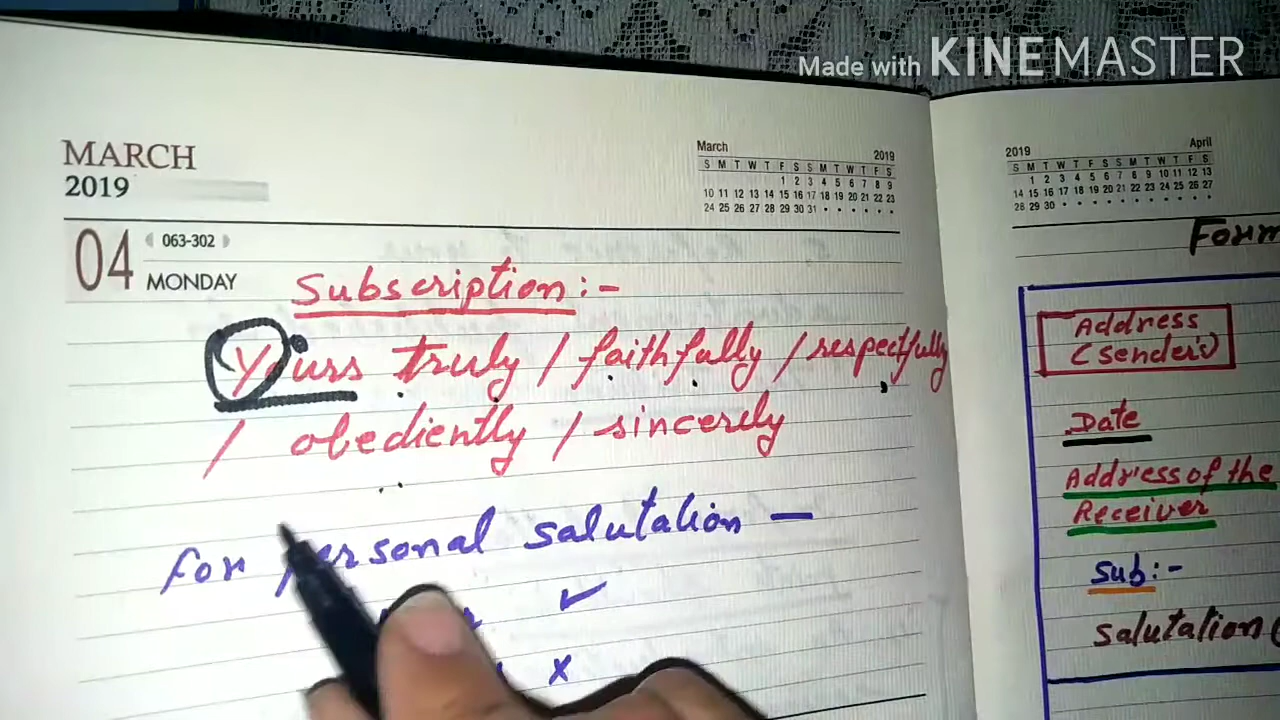 Made with KINEMASTER
MARCH
2019
March 2019
S M T W T F S S M T W T F S
1 2 3 4 5 6 7 8 9
10 11 12 13 14 15 16 17 18 19 20 21 22 23
24 25 26 27 28 29 30 31
04 063-302
MONDAY
Subscription:-
Yours truly / faithfully / respectfully
/ obediently / sincerely
for personal salutation —
✓
x
2019 April
S M T W T F S S M T W T F S
1 2 3 4 5 6 7 8 9 10 11 12 13
14 15 16 17 18 19 20 21 22 23 24 25 26 27
28 29 30
Form
Address
(sender's)
Date
Address of the
Receiver
Sub:-
salutation (